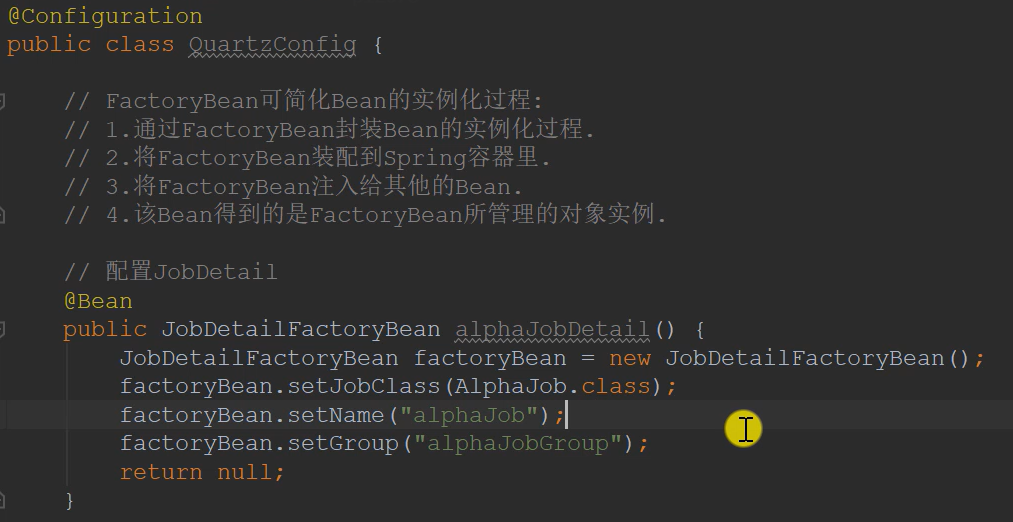 @Configuration
public class QuartzConfig {
// FactoryBean可简化Bean的实例化过程:
// 1.通过FactoryBean封装Bean的实例化过程.
// 2.将FactoryBean装配到Spring容器里.
// 3.将FactoryBean注入给其他的Bean.
// 4.该Bean得到的是FactoryBean所管理的对象实例.
// 配置JobDetail
@Bean
public JobDetailFactoryBean alphaJobDetail() {
JobDetailFactoryBean factoryBean = new JobDetailFactoryBean();
factoryBean.setJobClass(AlphaJob.class);
factoryBean.setName("alphaJob");
factoryBean.setGroup("alphaJobGroup");
return null;
}